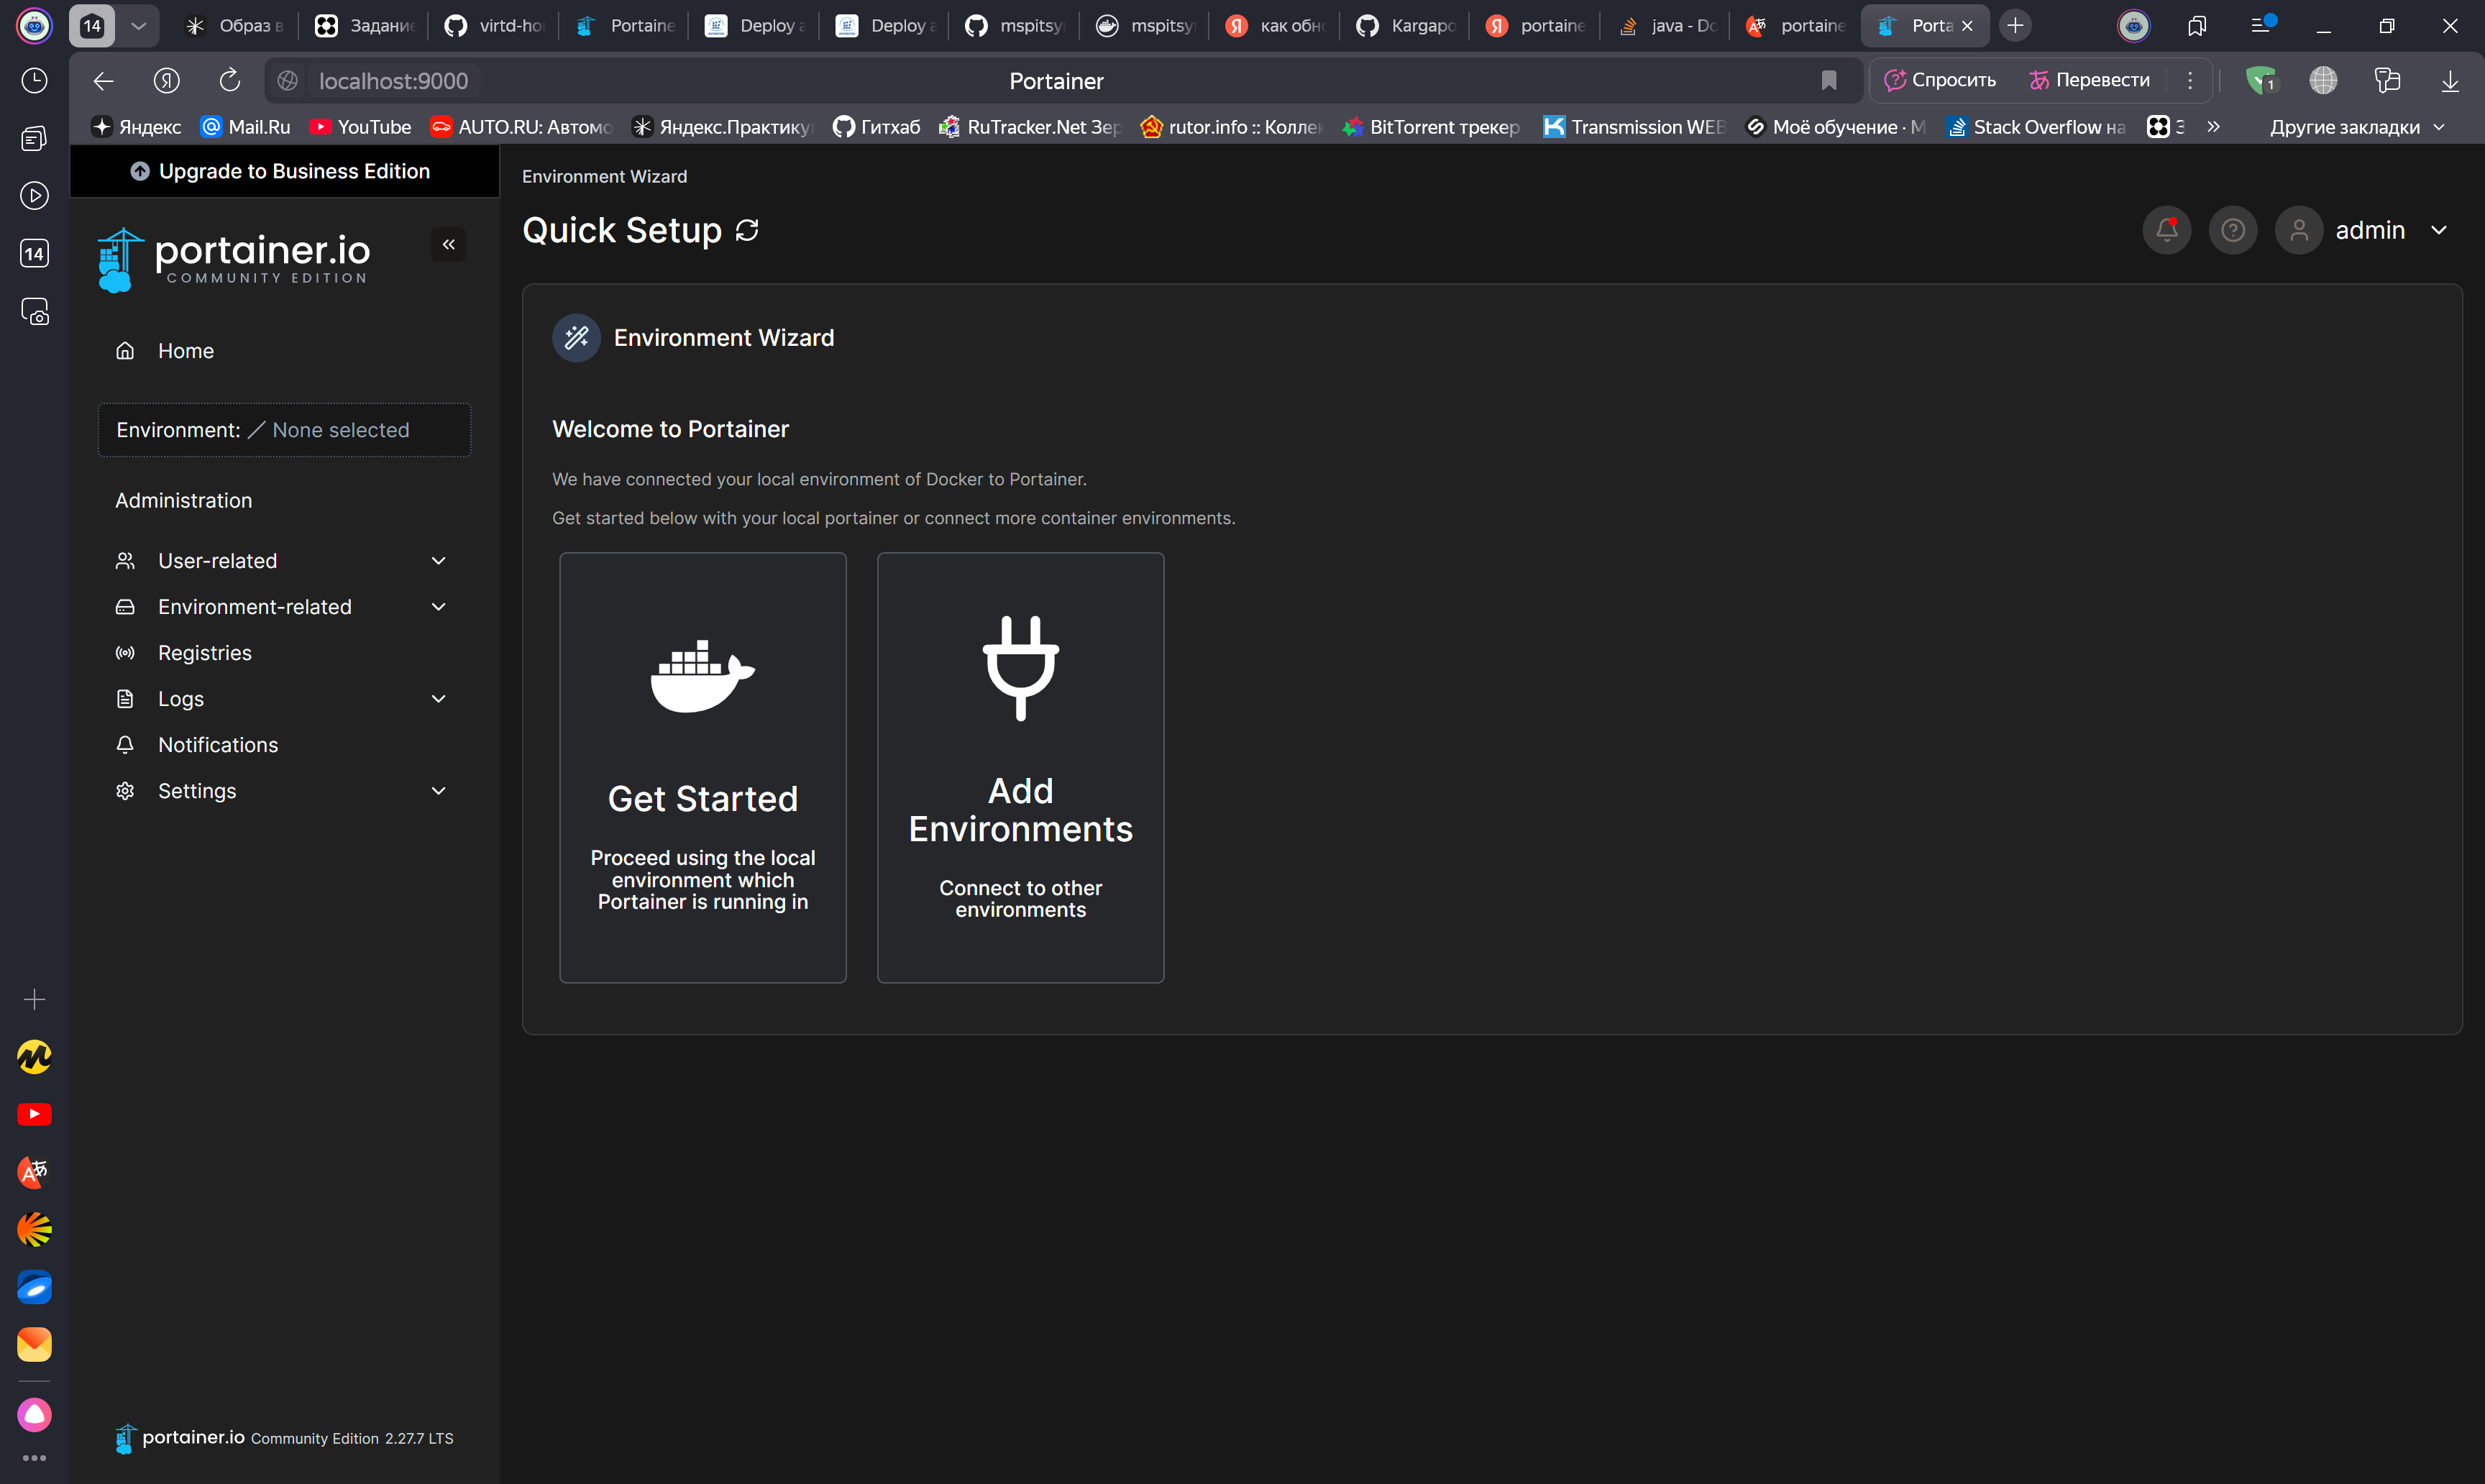 14
Образ в
Задание
virtd-ho
Portaine
Deploy a
Deploy a
mspitsy
mspitsy
как обн
Kargapo
portaine
java - Do
portaine
Porta
localhost:9000
Portainer
Спросить
Перевести
1
Яндекс
Mail.Ru
YouTube
AUTO.RU: Автомо
Яндекс.Практику
Гитхаб
RuTracker.Net Зер
rutor.info :: Коллек
BitTorrent трекер
Transmission WEB
Моё обучение · М
Stack Overflow на
З
Другие закладки
14
Upgrade to Business Edition
portainer.io
COMMUNITY EDITION
Home
Environment: None selected
Administration
User-related
Environment-related
Registries
Logs
Notifications
Settings
portainer.io Community Edition 2.27.7 LTS
Environment Wizard
Quick Setup
admin
Environment Wizard
Welcome to Portainer
We have connected your local environment of Docker to Portainer.
Get started below with your local portainer or connect more container environments.
Get Started
Proceed using the local
environment which
Portainer is running in
Add
Environments
Connect to other
environments